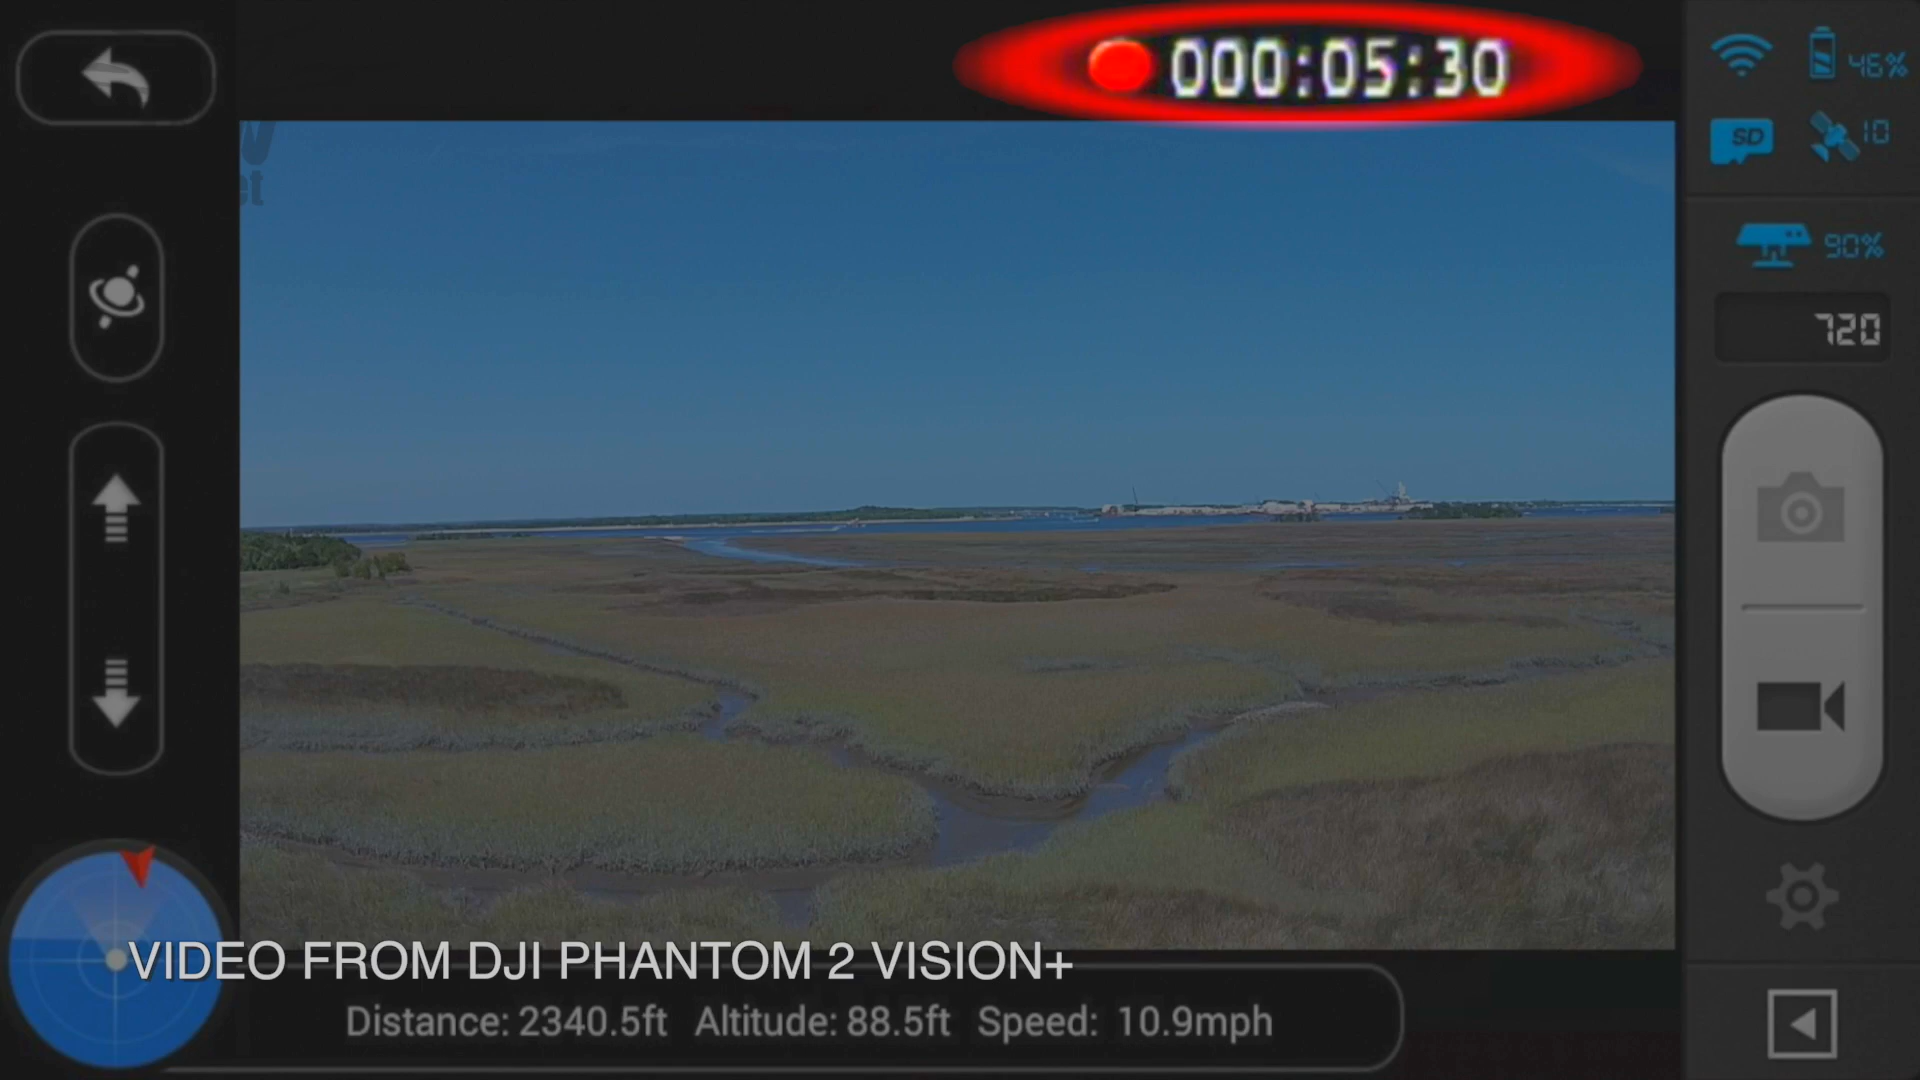 000:05:30
46%
SD
10
90%
720
et
VIDEO FROM DJI PHANTOM 2 VISION+
Distance: 2340.5ft Altitude: 88.5ft Speed: 10.9mph